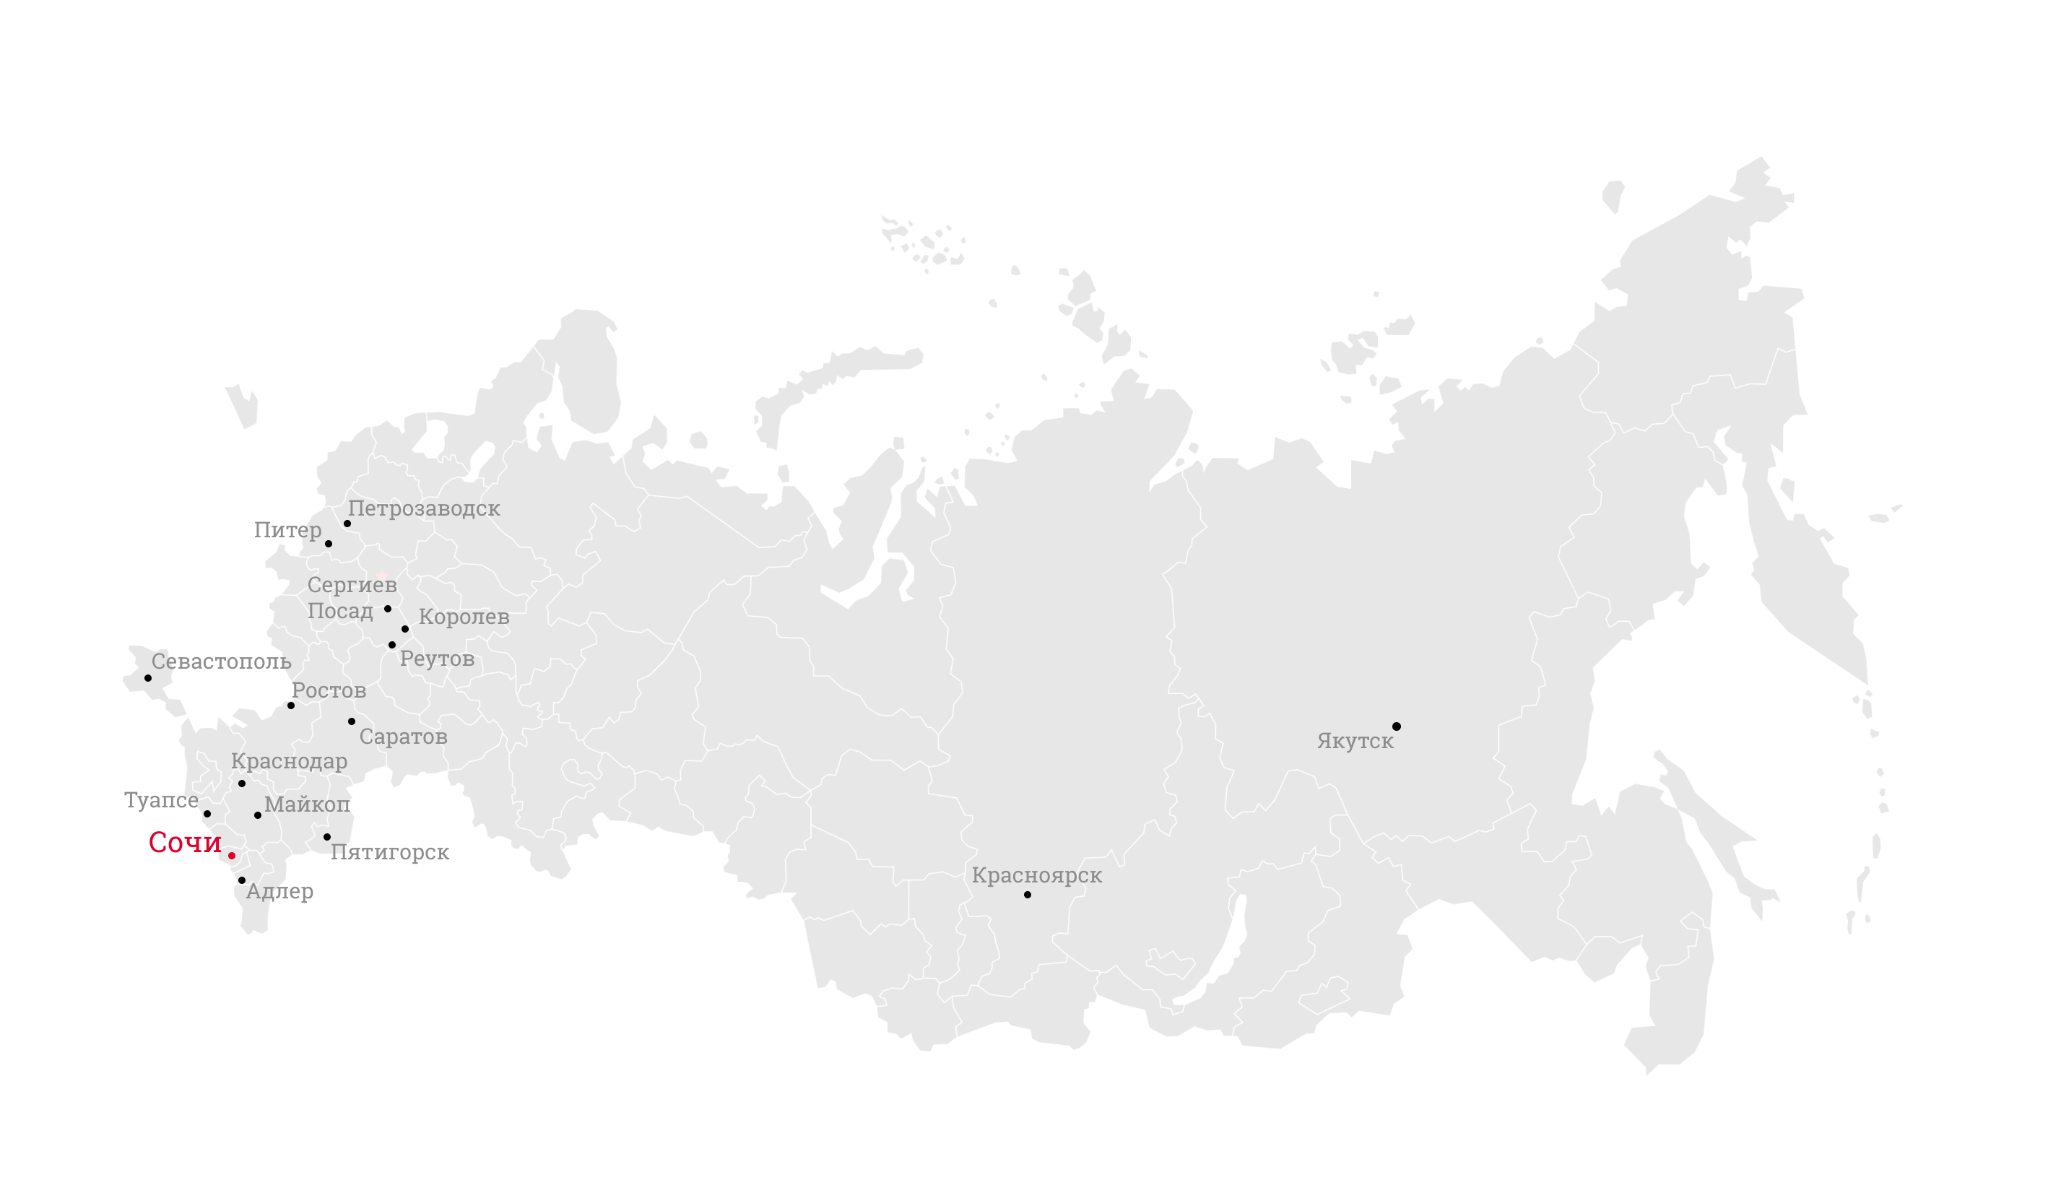 Петрозаводск
Питер
Сергиев
Посад
Королев
Реутов
Севастополь
Ростов
Саратов
Якутск
Краснодар
Туапсе
Майкоп
Сочи
Пятигорск
Красноярск
Адлер